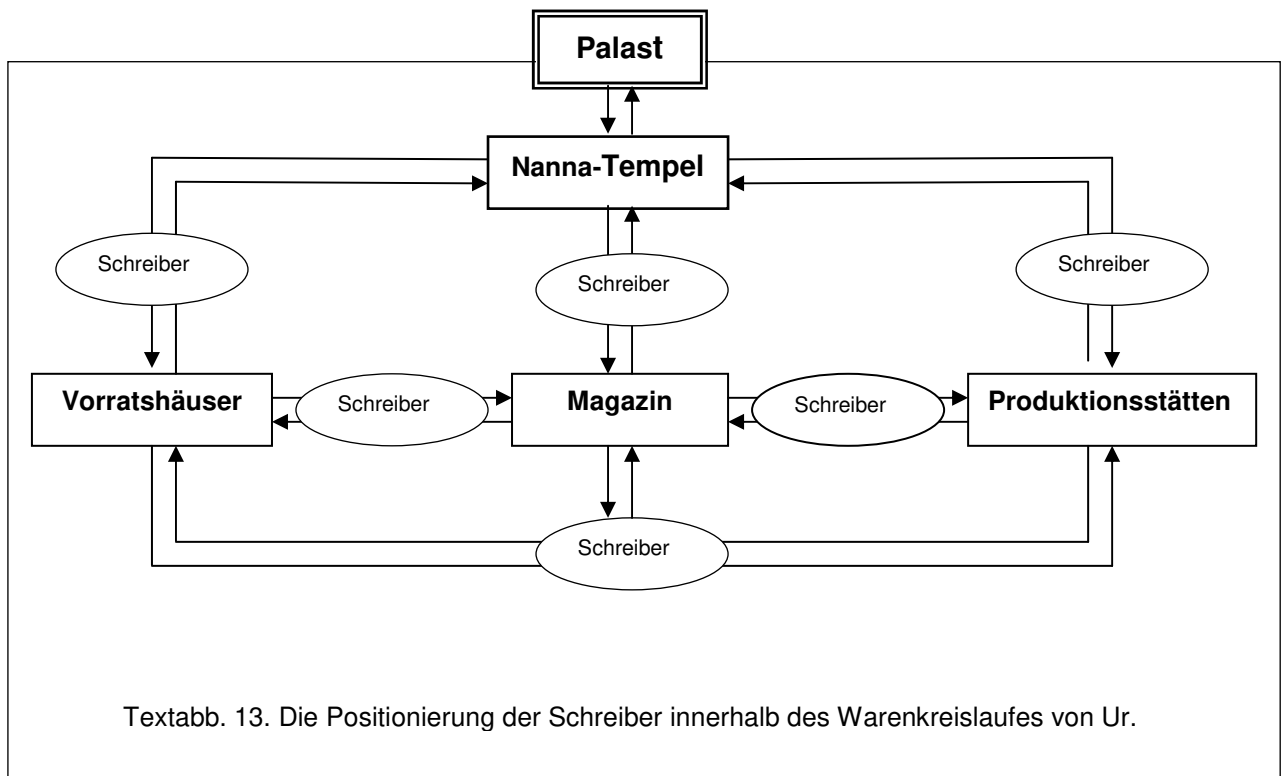 Palast
Nanna-Tempel
Schreiber
Schreiber
Schreiber
Vorratshäuser
Schreiber
Magazin
Schreiber
Produktionsstätten
Schreiber
Textabb. 13. Die Positionierung der Schreiber innerhalb des Warenkreislaufes von Ur.